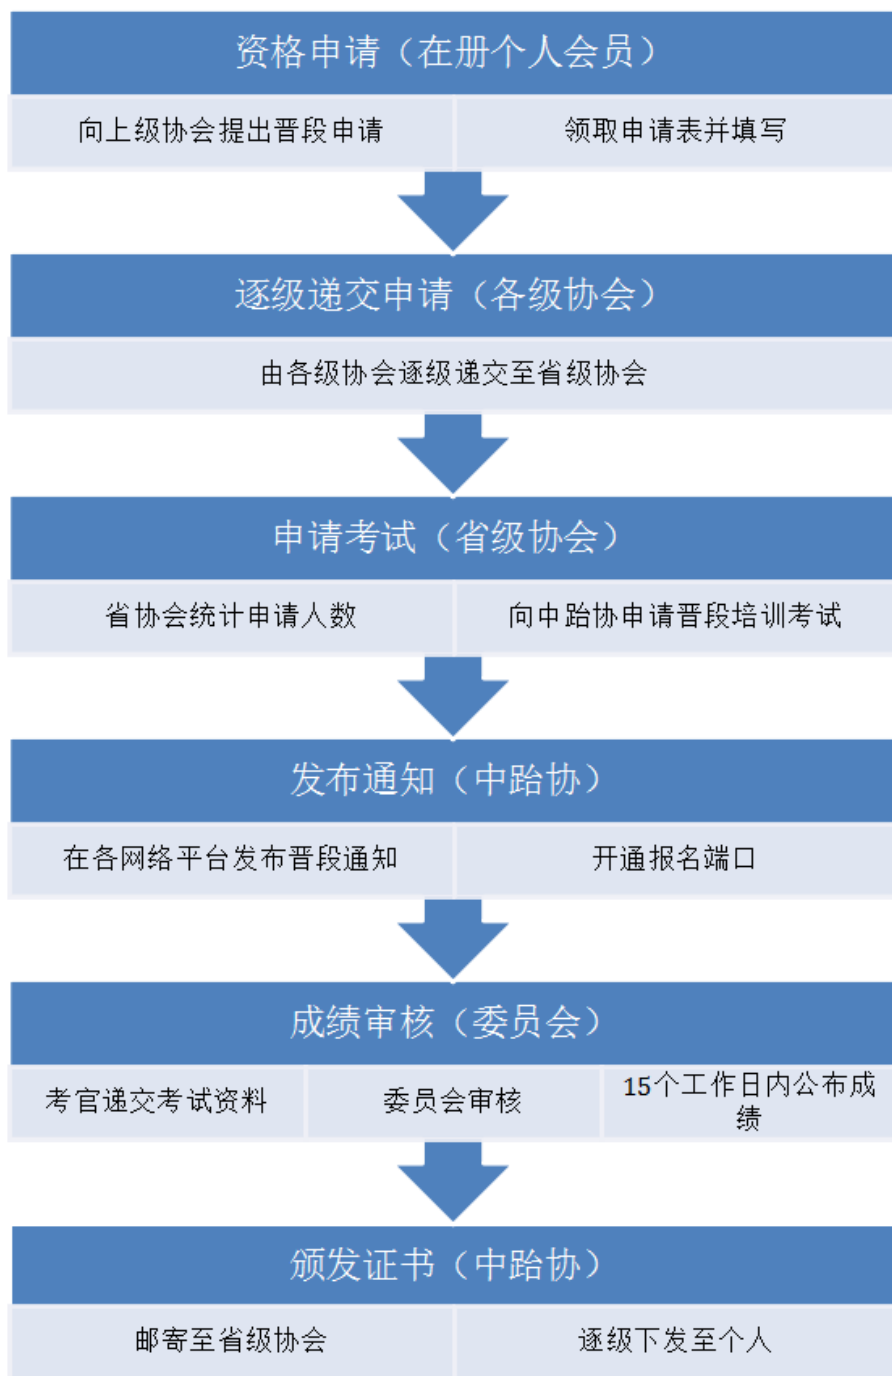 资格申请（在册个人会员）
向上级协会提出晋段申请
领取申请表并填写
逐级递交申请（各级协会）
由各级协会逐级递交至省级协会
申请考试（省级协会）
省协会统计申请人数
向中跆协申请晋段培训考试
发布通知（中跆协）
在各网络平台发布晋段通知
开通报名端口
成绩审核（委员会）
考官递交考试资料
委员会审核
15个工作日内公布成
绩
颁发证书（中跆协）
邮寄至省级协会
逐级下发至个人